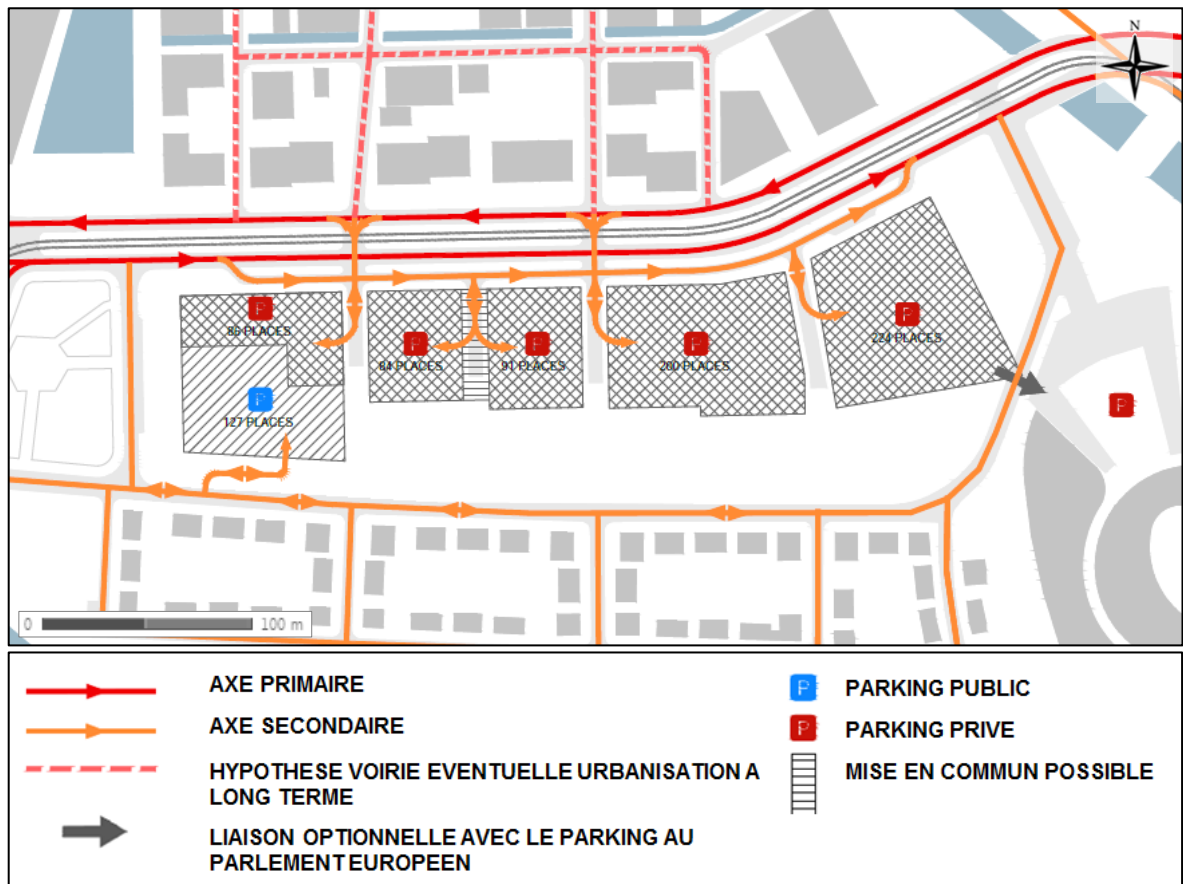 N
P
86 PLACES
P
84 PLACES
P
91 PLACES
P
200 PLACES
P
224 PLACES
P
127 PLACES
P
0 100 m
AXE PRIMAIRE
AXE SECONDAIRE
HYPOTHESE VOIRIE EVENTUELLE URBANISATION A
LONG TERME
LIAISON OPTIONNELLE AVEC LE PARKING AU
PARLEMENT EUROPEEN
P PARKING PUBLIC
P PARKING PRIVE
MISE EN COMMUN POSSIBLE